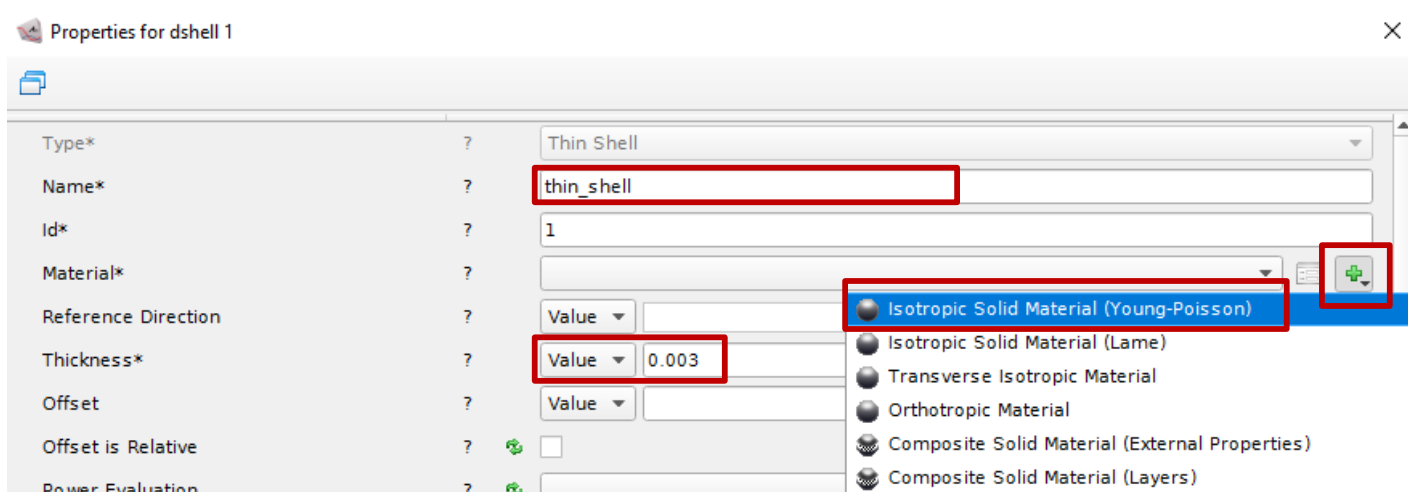 Properties for dshell 1
Type* ? Thin Shell
Name* ? thin_shell
Id* ? 1
Material* ?
Isotropic Solid Material (Young-Poisson)
Reference Direction ? Value
Isotropic Solid Material (Lame)
Thickness* ? Value 0.003
Transverse Isotropic Material
Offset ? Value
Orthotropic Material
Offset is Relative ?
Composite Solid Material (External Properties)
Composite Solid Material (Layers)
Power Evaluation ?